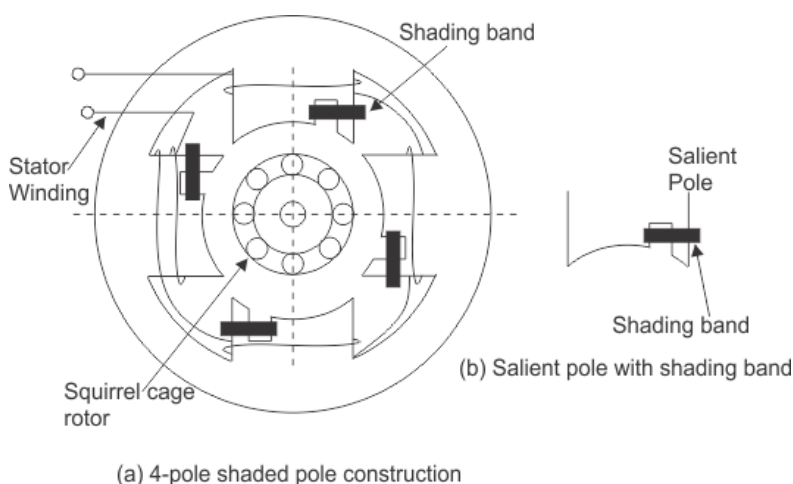 Shading band
Stator
Winding
Salient
Pole
Shading band
(b) Salient pole with shading band
Squirrel cage
rotor
(a) 4-pole shaded pole construction